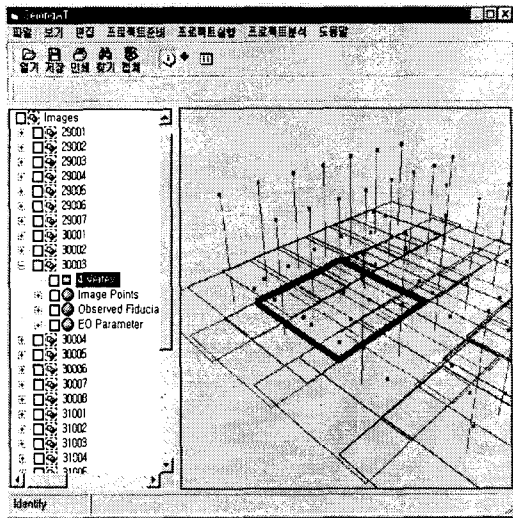 파일 보기 편집 프로젝트준비 프로젝트실행 프로젝트분석 도움말
열기 저장 인쇄 찾기 전체
Images
29001
29002
29003
29004
29005
29006
29007
30001
30002
30003
Image Points
Observed Fiducia
EO Parameter
30004
30005
30006
30007
30008
31001
31002
31003
31004
Identify